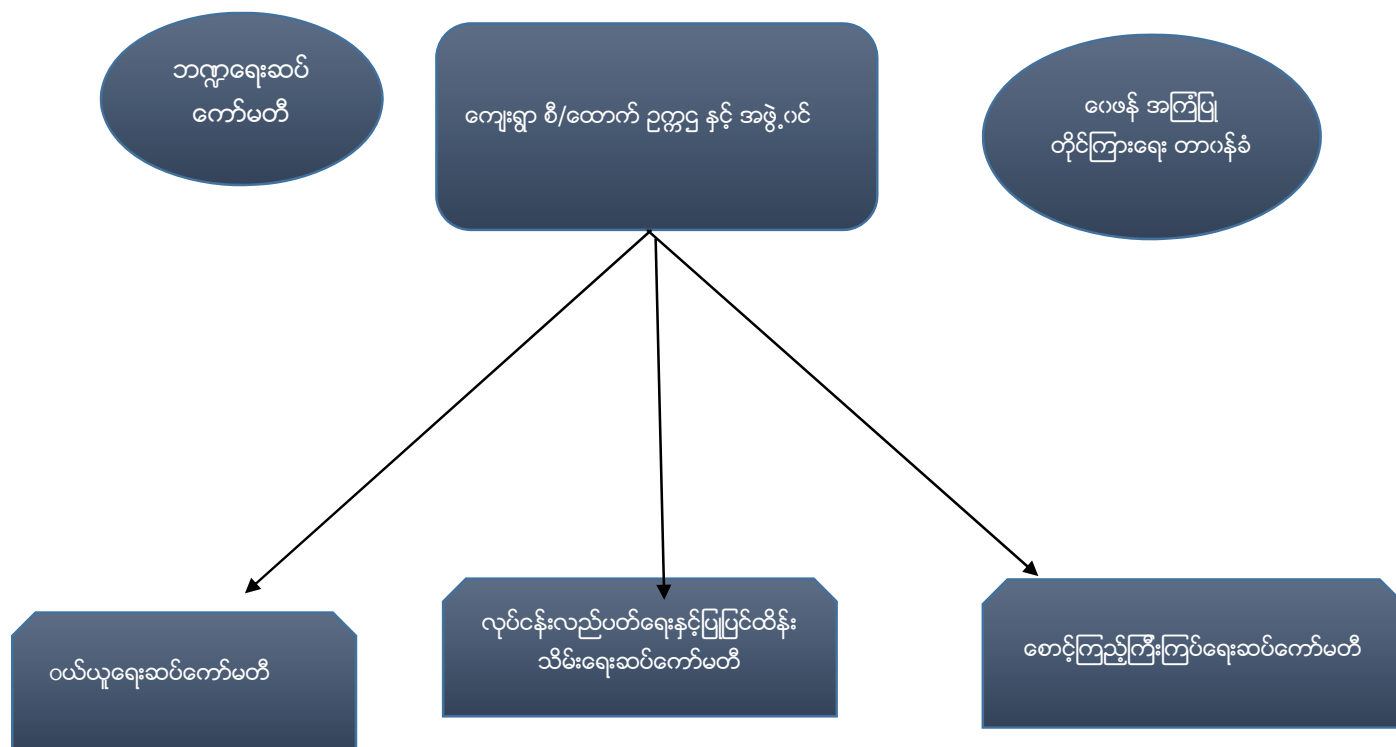 ဘဏ္ဍရေးဆပ်
ကော်မတီ
ကျေးရွာ စီ/ထောက် ဥက္ကဌ နှင့် အဖွဲ့ဝင်
ဝေဖန် အကြံပြု
တိုင်ကြားရေး တာဝန်ခံ
ဝယ်ယူရေးဆပ်ကော်မတီ
လုပ်ငန်းလည်ပတ်ရေးနှင့်ပြုပြင်ထိန်း
သိမ်းရေးဆပ်ကော်မတီ
စောင့်ကြည့်ကြီးကြပ်ရေးဆပ်ကော်မတီ